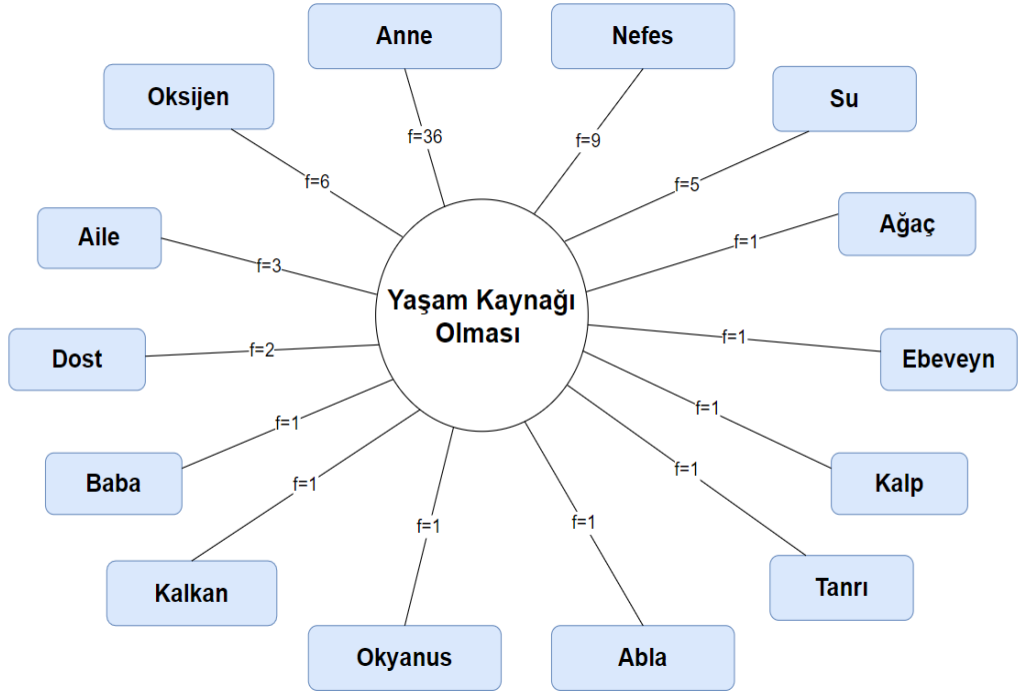 Anne
Nefes
Oksijen
Su
f=36
f=9
f=6
f=5
Aile
Ağaç
f=3
f=1
Yaşam Kaynağı
Olması
Dost
f=2
f=1
Ebeveyn
Baba
f=1
f=1
Kalp
Kalkan
f=1
f=1
Tanrı
f=1
f=1
Okyanus
Abla